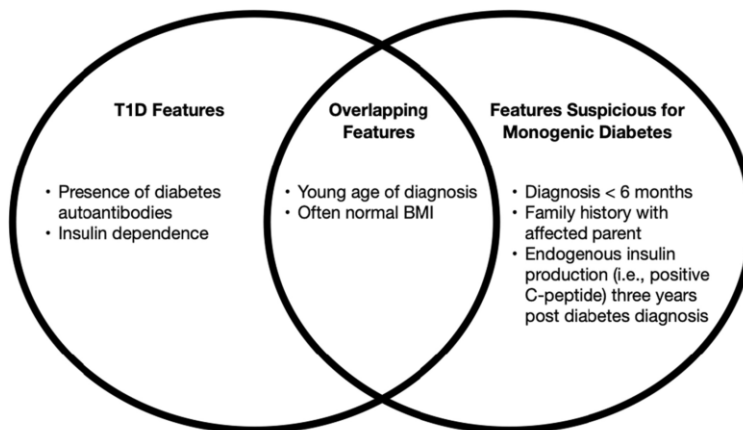 T1D Features
• Presence of diabetes
autoantibodies
• Insulin dependence
Overlapping
Features
• Young age of diagnosis
• Often normal BMI
Features Suspicious for
Monogenic Diabetes
• Diagnosis < 6 months
• Family history with
affected parent
• Endogenous insulin
production (i.e., positive
C-peptide) three years
post diabetes diagnosis